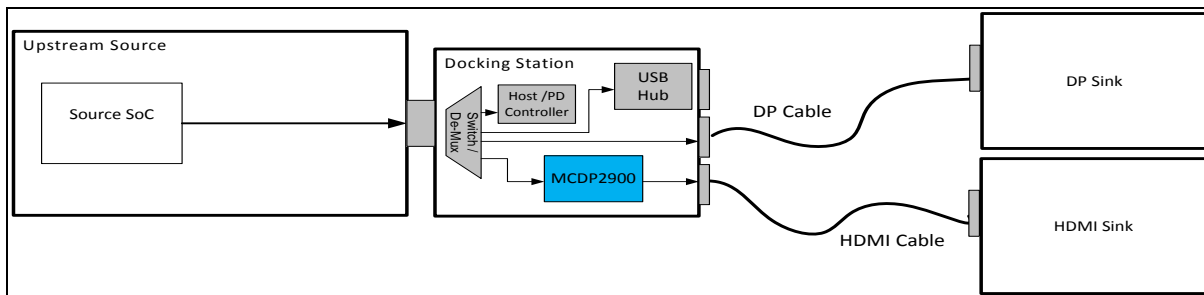 Upstream Source
Source SoC
Docking Station
Switch /
De-Mux
Host /PD
Controller
USB
Hub
MCDP2900
DP Cable
HDMI Cable
DP Sink
HDMI Sink